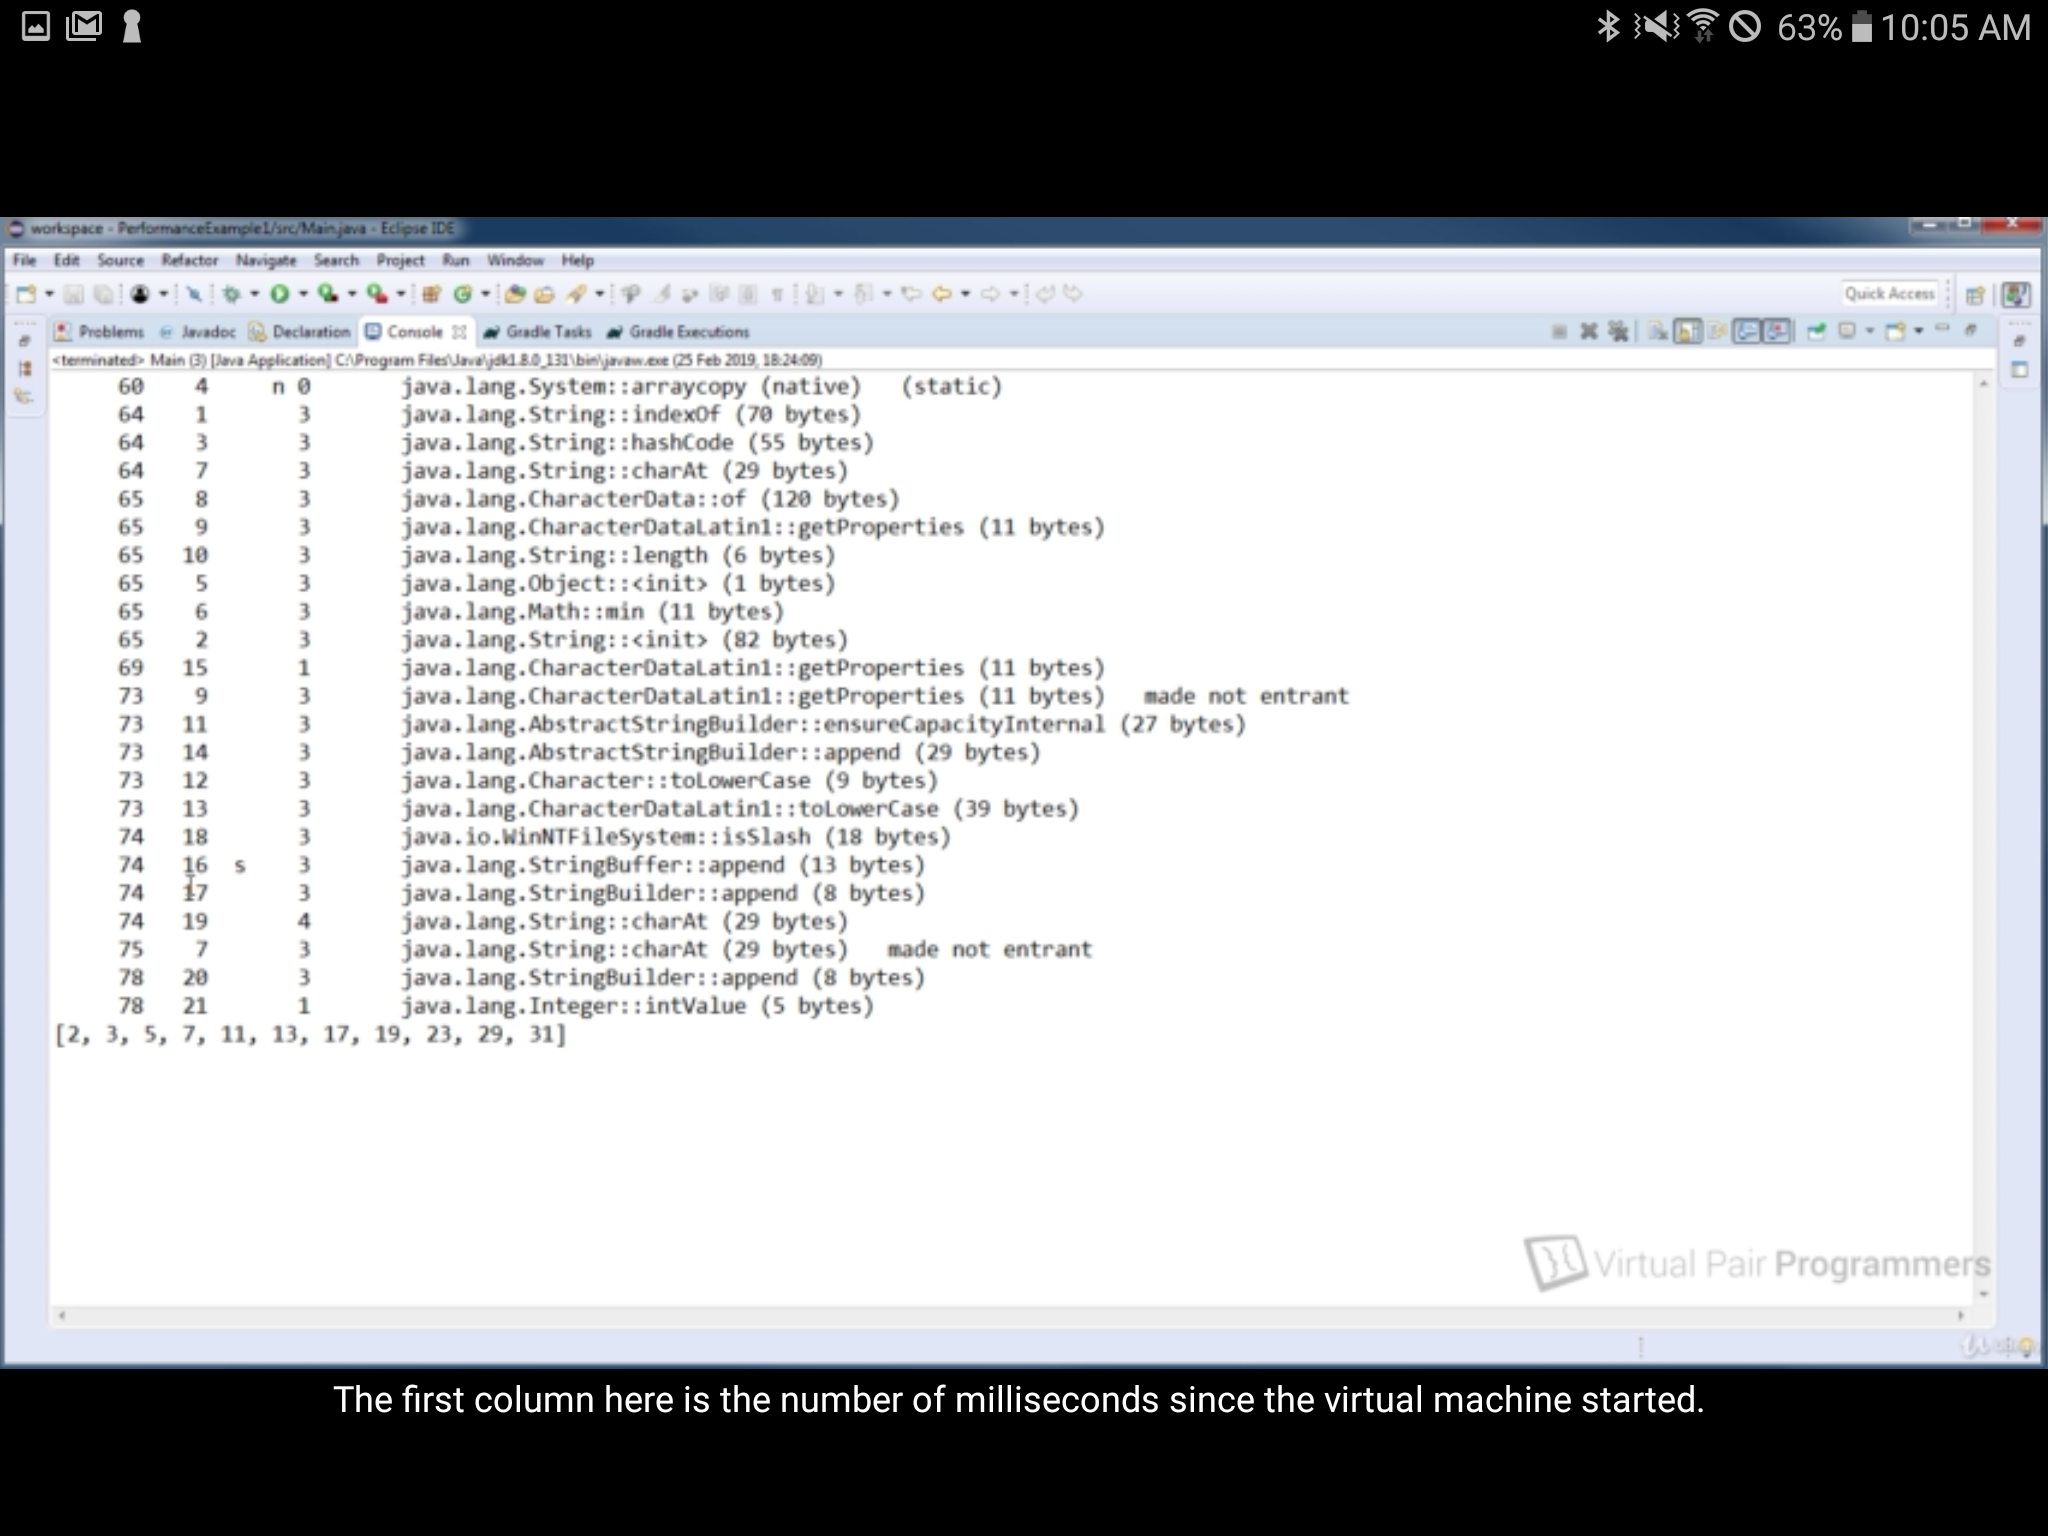 63% 10:05 AM
workspace - PerformanceExample1/src/Main.java - Eclipse IDE
File Edit Source Refactor Navigate Search Project Run Window Help
Quick Access
Problems Javadoc Declaration Console Gradle Tasks Gradle Executions
<terminated> Main (3) [Java Application] C:\Program Files\Java\jdk1.8.0_131\bin\javaw.exe (25 Feb 2019, 18:24:09)
60 4 n 0 java.lang.System::arraycopy (native) (static)
64 1 3 java.lang.String::indexOf (70 bytes)
64 3 3 java.lang.String::hashCode (55 bytes)
64 7 3 java.lang.String::charAt (29 bytes)
65 8 3 java.lang.CharacterData::of (120 bytes)
65 9 3 java.lang.CharacterDataLatin1::getProperties (11 bytes)
65 10 3 java.lang.String::length (6 bytes)
65 5 3 java.lang.Object::<init> (1 bytes)
65 6 3 java.lang.Math::min (11 bytes)
65 2 3 java.lang.String::<init> (82 bytes)
69 15 1 java.lang.CharacterDataLatin1::getProperties (11 bytes)
73 9 3 java.lang.CharacterDataLatin1::getProperties (11 bytes) made not entrant
73 11 3 java.lang.AbstractStringBuilder::ensureCapacityInternal (27 bytes)
73 14 3 java.lang.AbstractStringBuilder::append (29 bytes)
73 12 3 java.lang.Character::toLowerCase (9 bytes)
73 13 3 java.lang.CharacterDataLatin1::toLowerCase (39 bytes)
74 18 3 java.io.WinNTFileSystem::isSlash (18 bytes)
74 16 s 3 java.lang.StringBuffer::append (13 bytes)
74 17 3 java.lang.StringBuilder::append (8 bytes)
74 19 4 java.lang.String::charAt (29 bytes)
75 7 3 java.lang.String::charAt (29 bytes) made not entrant
78 20 3 java.lang.StringBuilder::append (8 bytes)
78 21 1 java.lang.Integer::intValue (5 bytes)
[2, 3, 5, 7, 11, 13, 17, 19, 23, 29, 31]
Virtual Pair Programmers
The first column here is the number of milliseconds since the virtual machine started.